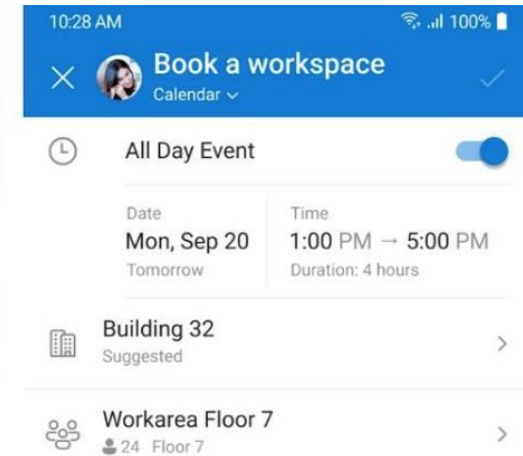 10:28 AM 100%
Book a workspace
Calendar
All Day Event
Date Time
Mon, Sep 20 1:00 PM → 5:00 PM
Tomorrow Duration: 4 hours
Building 32
Suggested
Workarea Floor 7
24 Floor 7